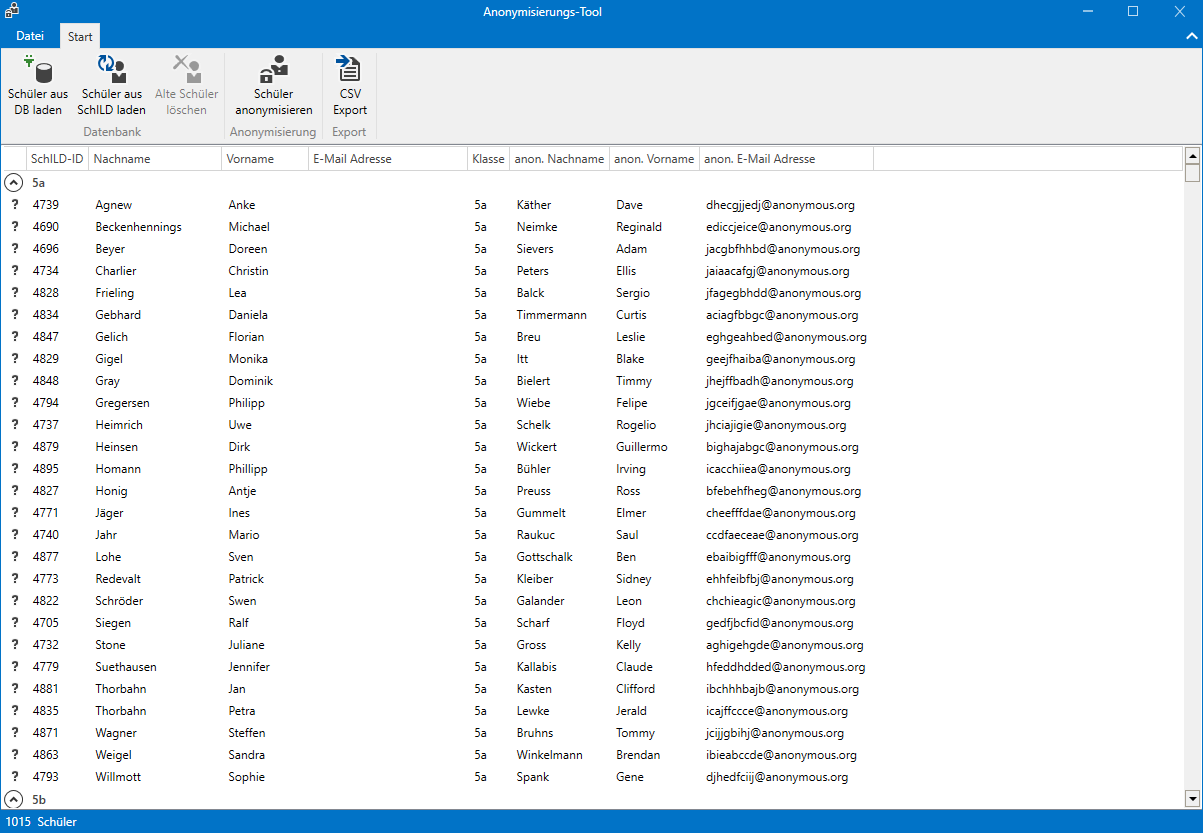 Anonymisierungs-Tool
Datei Start
Schüler aus DB laden
Schüler aus SchILD laden
Alte Schüler löschen
Schüler anonymisieren
CSV Export
Datenbank Anonymisierung Export
SchILD-ID Nachname Vorname E-Mail Adresse Klasse anon. Nachname anon. Vorname anon. E-Mail Adresse
5a
? 4739 Agnew Anke 5a Käther Dave dhecgjjedj@anonymous.org
? 4690 Beckenhennings Michael 5a Neimke Reginald ediccjeice@anonymous.org
? 4696 Beyer Doreen 5a Sievers Adam jacgbfhhbd@anonymous.org
? 4734 Charlier Christin 5a Peters Ellis jaiaacafgj@anonymous.org
? 4828 Frieling Lea 5a Balck Sergio jfagegbhdd@anonymous.org
? 4834 Gebhard Daniela 5a Timmermann Curtis aciagfbbgc@anonymous.org
? 4847 Gelich Florian 5a Breu Leslie eghgeahbed@anonymous.org
? 4829 Gigel Monika 5a Itt Blake geejfhaiba@anonymous.org
? 4848 Gray Dominik 5a Bielert Timmy jhejffbadh@anonymous.org
? 4794 Gregersen Philipp 5a Wiebe Felipe jgceifjgae@anonymous.org
? 4737 Heimrich Uwe 5a Schelk Rogelio jhciajigie@anonymous.org
? 4879 Heinsen Dirk 5a Wickert Guillermo bighajabgc@anonymous.org
? 4895 Homann Phillipp 5a Bühler Irving icacchiiea@anonymous.org
? 4827 Honig Antje 5a Preuss Ross bfebehfheg@anonymous.org
? 4771 Jäger Ines 5a Gummelt Elmer cheefffdae@anonymous.org
? 4740 Jahr Mario 5a Raukuc Saul ccdfaeceae@anonymous.org
? 4877 Lohe Sven 5a Gottschalk Ben ebaibigfff@anonymous.org
? 4773 Redevalt Patrick 5a Kleiber Sidney ehhfeibfbj@anonymous.org
? 4822 Schröder Swen 5a Galander Leon chchieagic@anonymous.org
? 4705 Siegen Ralf 5a Scharf Floyd gedfjbcfid@anonymous.org
? 4732 Stone Juliane 5a Gross Kelly aghigehgde@anonymous.org
? 4779 Suethausen Jennifer 5a Kallabis Claude hfeddhdded@anonymous.org
? 4881 Thorbahn Jan 5a Kasten Clifford ibchhhbajb@anonymous.org
? 4835 Thorbahn Petra 5a Lewke Jerald icajffccce@anonymous.org
? 4871 Wagner Steffen 5a Bruhns Tommy jcijjgbihj@anonymous.org
? 4863 Weigel Sandra 5a Winkelmann Brendan ibieabccde@anonymous.org
? 4793 Willmott Sophie 5a Spank Gene djhedfciij@anonymous.org
5b
1015 Schüler